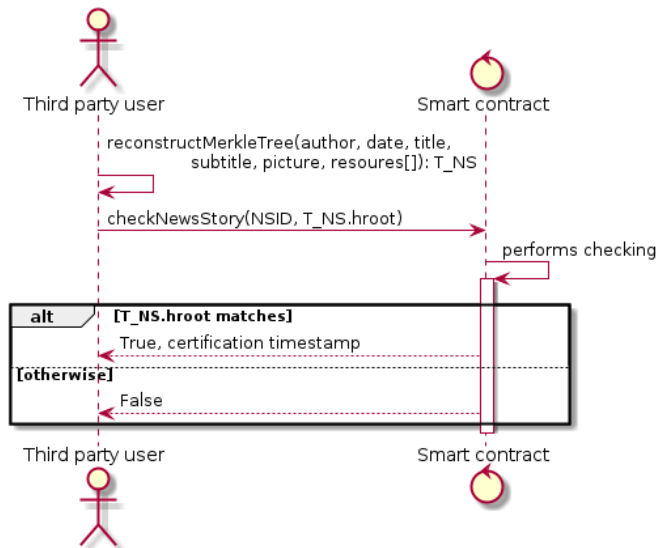 Third party user
Smart contract
reconstructMerkleTree(author, date, title,
subtitle, picture, resoures[]): T_NS
checkNewsStory(NSID, T_NS.hroot)
performs checking
alt
[T_NS.hroot matches]
True, certification timestamp
[otherwise]
False
Third party user
Smart contract